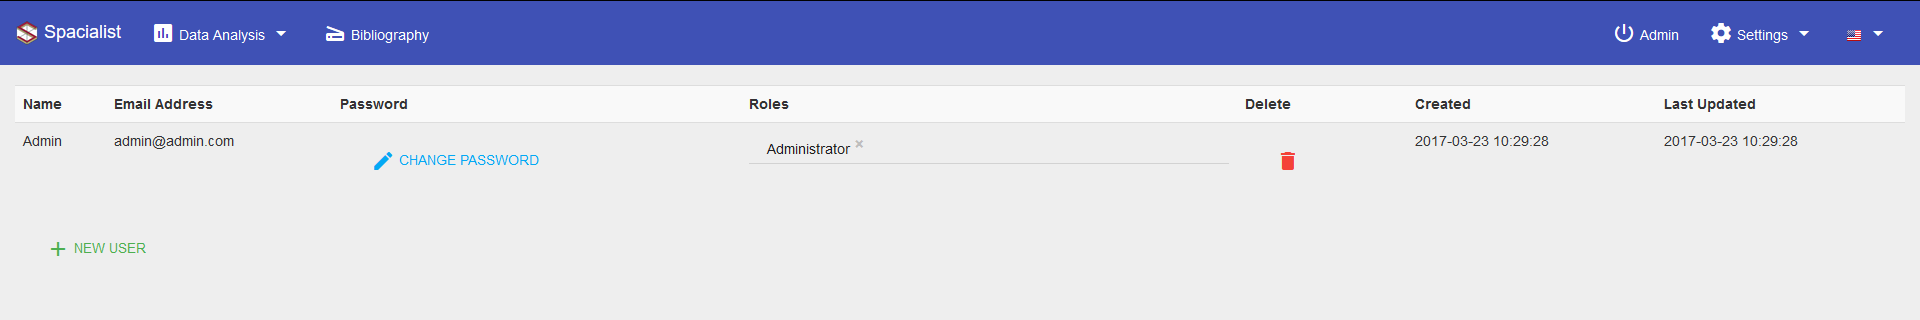 Spacialist Data Analysis Bibliography Admin Settings
Name Email Address Password Roles Delete Created Last Updated
Admin admin@admin.com CHANGE PASSWORD Administrator × 2017-03-23 10:29:28 2017-03-23 10:29:28
+ NEW USER